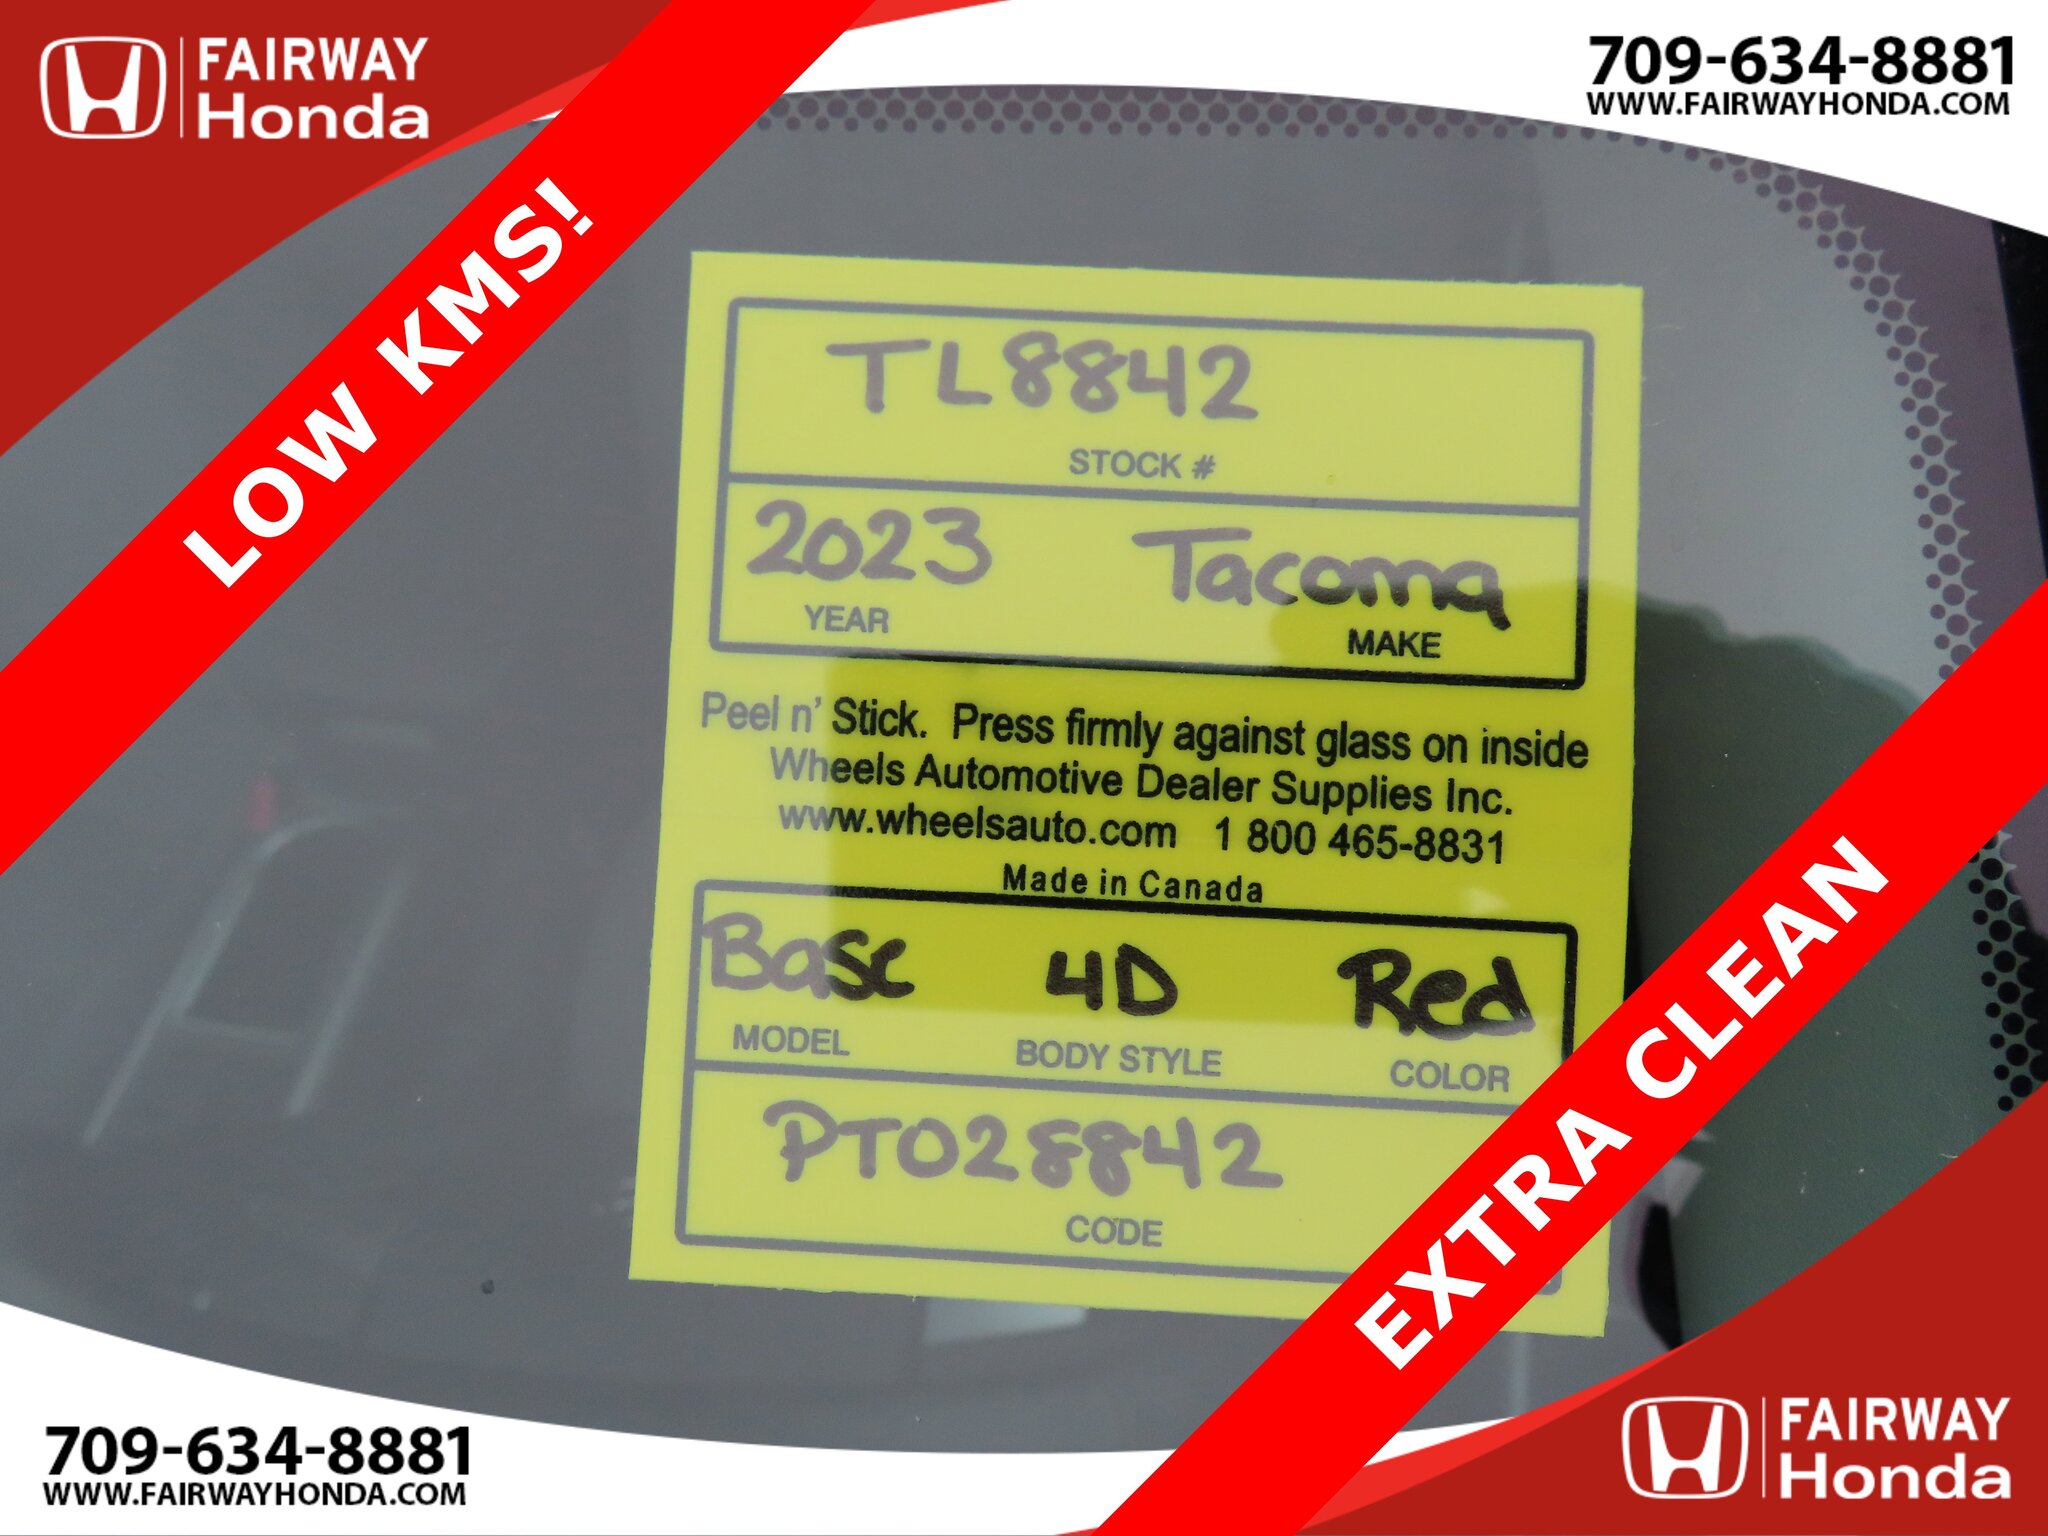 FAIRWAY
Honda
709-634-8881
WWW.FAIRWAYHONDA.COM
LOW KMS!
TL8842
STOCK #
2023 Tacoma
YEAR MAKE
Peel n' Stick. Press firmly against glass on inside
Wheels Automotive Dealer Supplies Inc.
www.wheelsauto.com 1 800 465-8831
Made in Canada
Base 4D Red
MODEL BODY STYLE COLOR
PT028842
CODE
EXTRA CLEAN
709-634-8881
WWW.FAIRWAYHONDA.COM
FAIRWAY
Honda